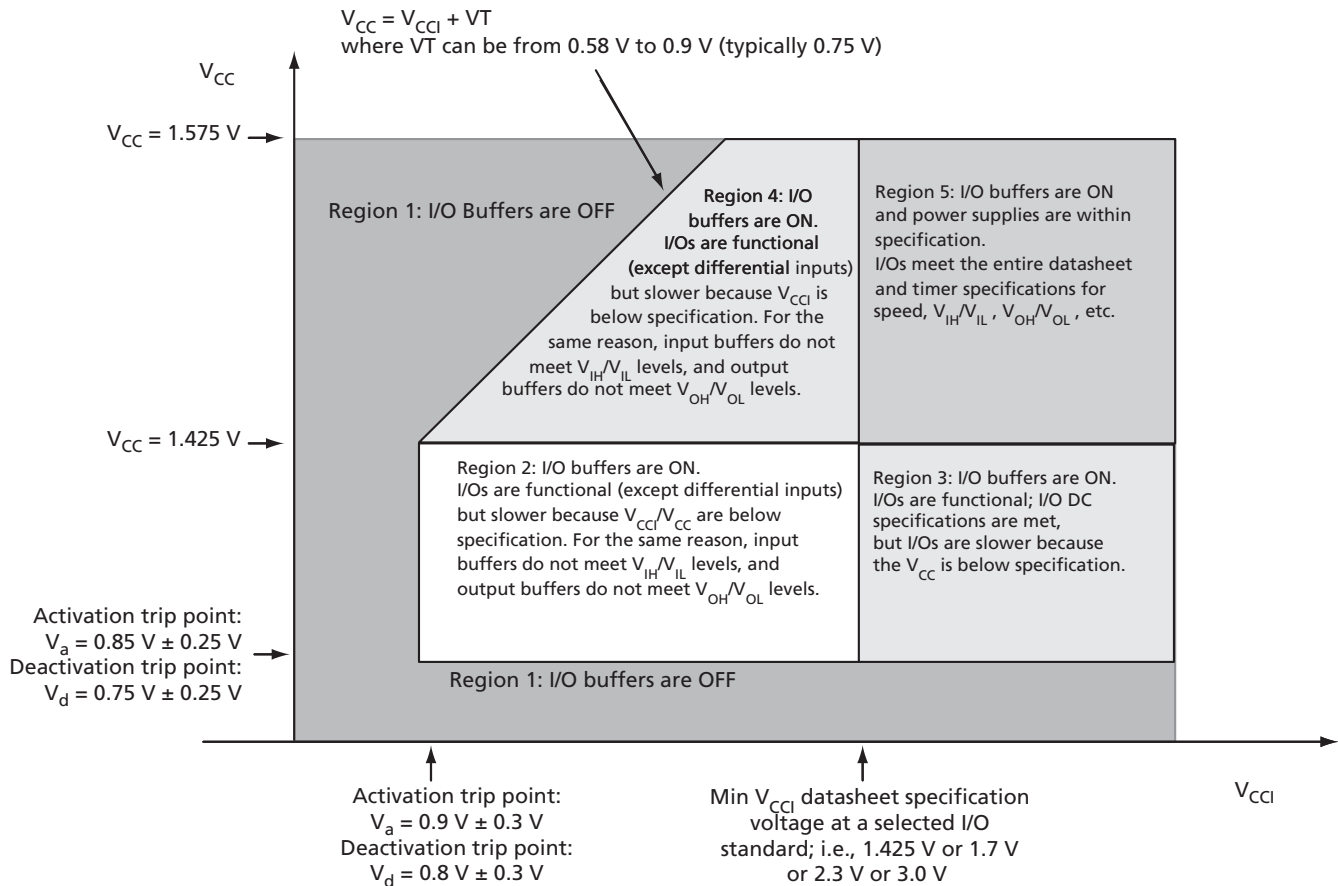 V_CC = V_CCI + VT
where VT can be from 0.58 V to 0.9 V (typically 0.75 V)
V_CC
V_CC = 1.575 V
Region 1: I/O Buffers are OFF
Region 4: I/O
buffers are ON.
I/Os are functional
(except differential inputs)
but slower because V_CCI is
below specification. For the
same reason, input buffers do not
meet V_IH/V_IL levels, and output
buffers do not meet V_OH/V_OL levels.
Region 5: I/O buffers are ON
and power supplies are within
specification.
I/Os meet the entire datasheet
and timer specifications for
speed, V_IH/V_IL , V_OH/V_OL , etc.
V_CC = 1.425 V
Region 2: I/O buffers are ON.
I/Os are functional (except differential inputs)
but slower because V_CCI/V_CC are below
specification. For the same reason, input
buffers do not meet V_IH/V_IL levels, and
output buffers do not meet V_OH/V_OL levels.
Region 3: I/O buffers are ON.
I/Os are functional; I/O DC
specifications are met,
but I/Os are slower because
the V_CC is below specification.
Activation trip point:
V_a = 0.85 V ± 0.25 V
Deactivation trip point:
V_d = 0.75 V ± 0.25 V
Region 1: I/O buffers are OFF
Activation trip point:
V_a = 0.9 V ± 0.3 V
Deactivation trip point:
V_d = 0.8 V ± 0.3 V
Min V_CCI datasheet specification
voltage at a selected I/O
standard; i.e., 1.425 V or 1.7 V
or 2.3 V or 3.0 V
V_CCI